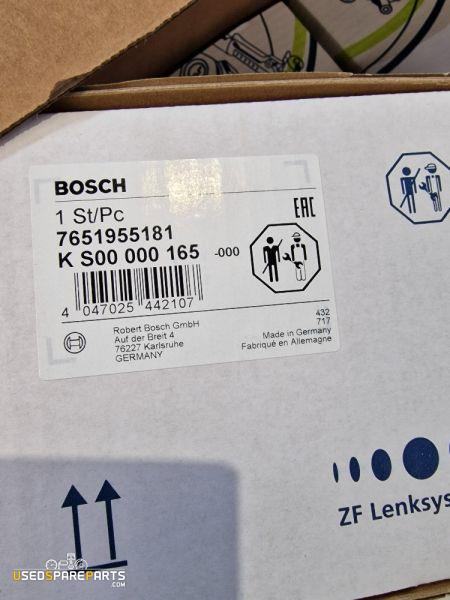 BOSCH
1 St/Pc
7651955181
K S00 000 165 -000
EAC
4 047025 442107
Robert Bosch GmbH
Auf der Breit 4
76227 Karlsruhe
GERMANY
432
717
Made in Germany
Fabriqué en Allemagne
ZF Lenksys
USEDSPAREPARTS
.COM